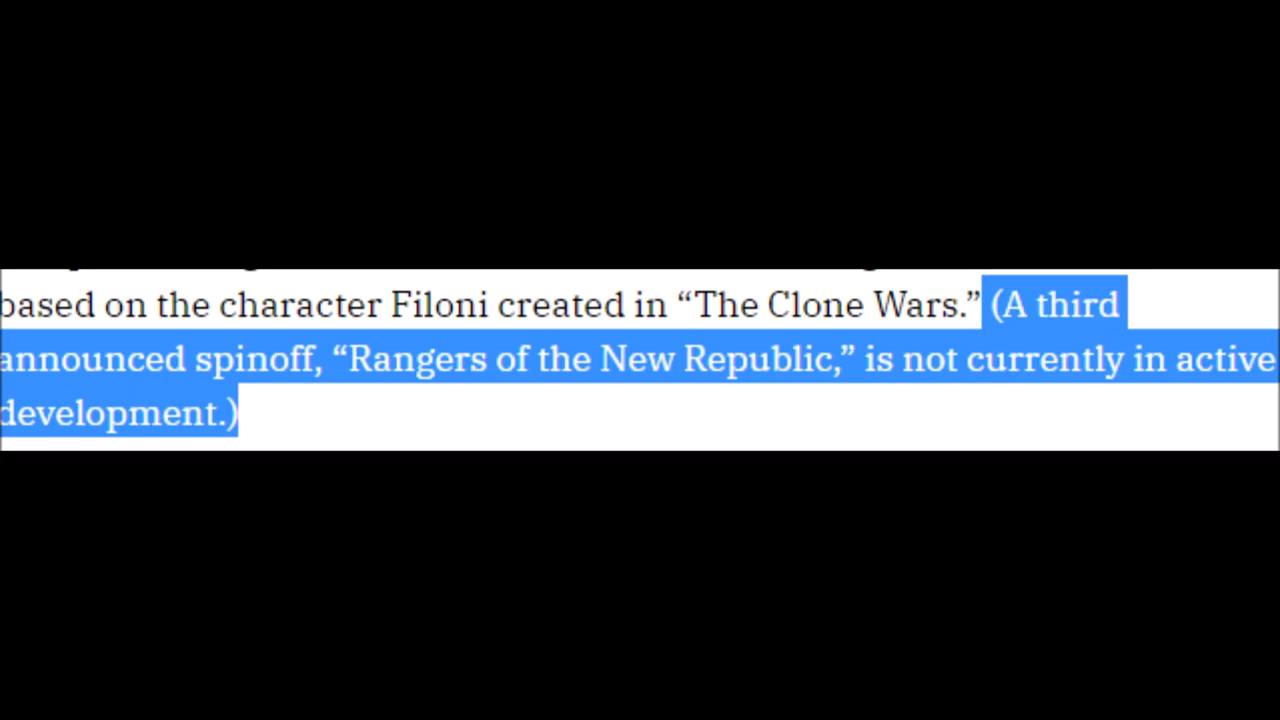 based on the character Filoni created in “The Clone Wars.” (A third
announced spinoff, “Rangers of the New Republic,” is not currently in active
development.)